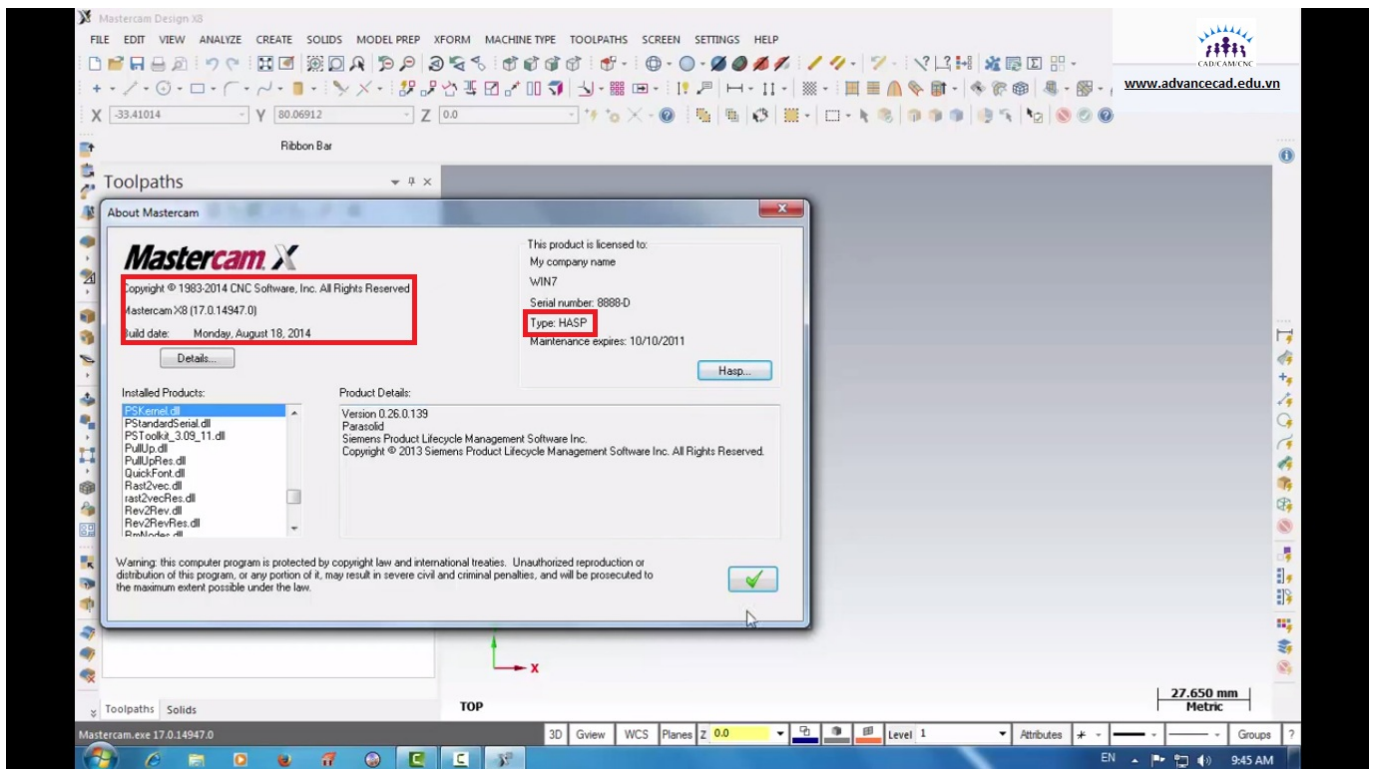 Mastercam Design X8
FILE EDIT VIEW ANALYZE CREATE SOLIDS MODEL PREP XFORM MACHINE TYPE TOOLPATHS SCREEN SETTINGS HELP
CAD/CAM/CNC
www.advancecad.edu.vn
X -33.41014 Y 80.06912 Z 0.0
Ribbon Bar
Toolpaths
About Mastercam
Mastercam X
Copyright © 1983-2014 CNC Software, Inc. All Rights Reserved
Mastercam X8 (17.0.14947.0)
Build date: Monday, August 18, 2014
Details...
This product is licensed to:
My company name
WIN7
Serial number: 8888-D
Type: HASP
Maintenance expires: 10/10/2011
Hasp...
Installed Products:
PSKernel.dll
PStandardSerial.dll
PSToolkit_3.09_11.dll
PullUp.dll
PullUpRes.dll
QuickFont.dll
Rast2vec.dll
rast2vecRes.dll
Rev2Rev.dll
Rev2RevRes.dll
RmNodes.dll
Product Details:
Version 0.26.0.139
Parasolid
Siemens Product Lifecycle Management Software Inc.
Copyright © 2013 Siemens Product Lifecycle Management Software Inc. All Rights Reserved.
Warning: this computer program is protected by copyright law and international treaties. Unauthorized reproduction or
distribution of this program, or any portion of it, may result in severe civil and criminal penalties, and will be prosecuted to
the maximum extent possible under the law.
X
TOP
27.650 mm
Metric
Toolpaths Solids
Mastercam.exe 17.0.14947.0
3D Gview WCS Planes Z 0.0 Level 1 Attributes Groups ?
EN 9:45 AM